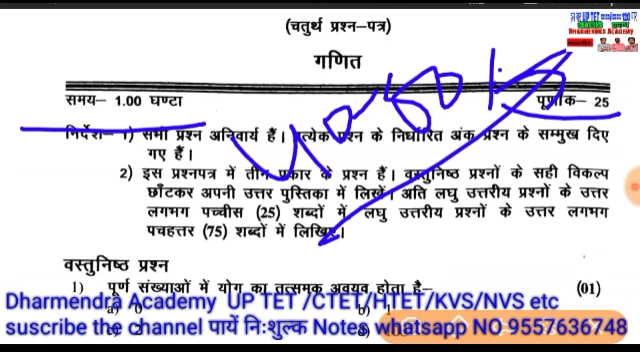 (चतुर्थ प्रश्न-पत्र)
गणित
समय- 1.00 घण्टा
पूर्णांक- 25
निर्देश- 1) सभी प्रश्न अनिवार्य हैं। प्रत्येक प्रश्न के निर्धारित अंक प्रश्न के सम्मुख दिए
गए हैं।
2) इस प्रश्नपत्र में तीन प्रकार के प्रश्न हैं। वस्तुनिष्ठ प्रश्नों के सही विकल्प
छाँटकर अपनी उत्तर पुस्तिका में लिखें। अति लघु उत्तरीय प्रश्नों के उत्तर
लगभग पच्चीस (25) शब्दों में लघु उत्तरीय प्रश्नों के उत्तर लगभग
पचहत्तर (75) शब्दों में लिखिए।
वस्तुनिष्ठ प्रश्न
1) पूर्ण संख्याओं में योग का तत्समक अवयव होता है- (01)
a) 0 b) 1
Dharmendra Academy UP TET /CTET/HTET/KVS/NVS etc
suscribe the channel पायें निःशुल्क Notes whatsapp NO 9557636748
DHARMENDRA ACADEMY